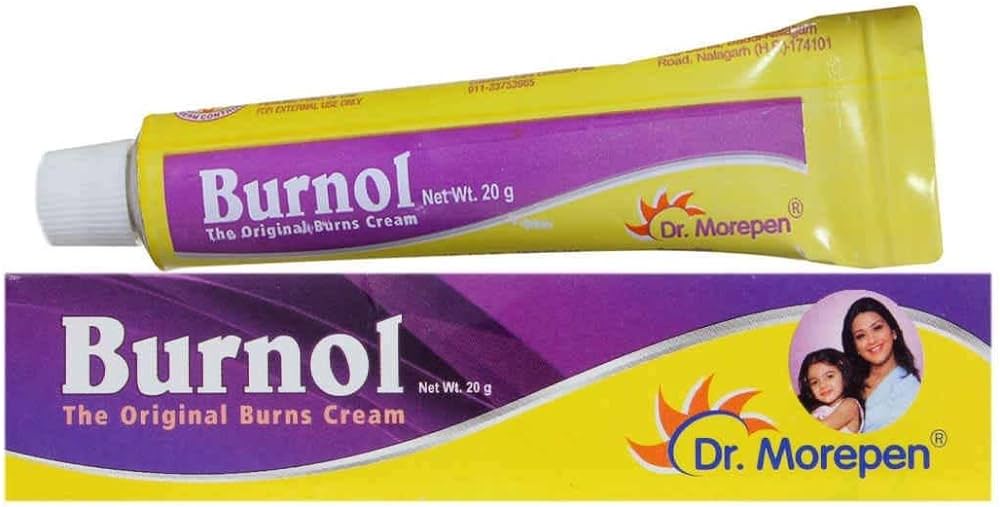 Road, Nalagarh (H.P.)-174101
011-23753965
FOR EXTERNAL USE ONLY
Burnol Net Wt. 20 g
The Original Burns Cream
Dr. Morepen®
Burnol
Net Wt. 20 g
The Original Burns Cream
Dr. Morepen®